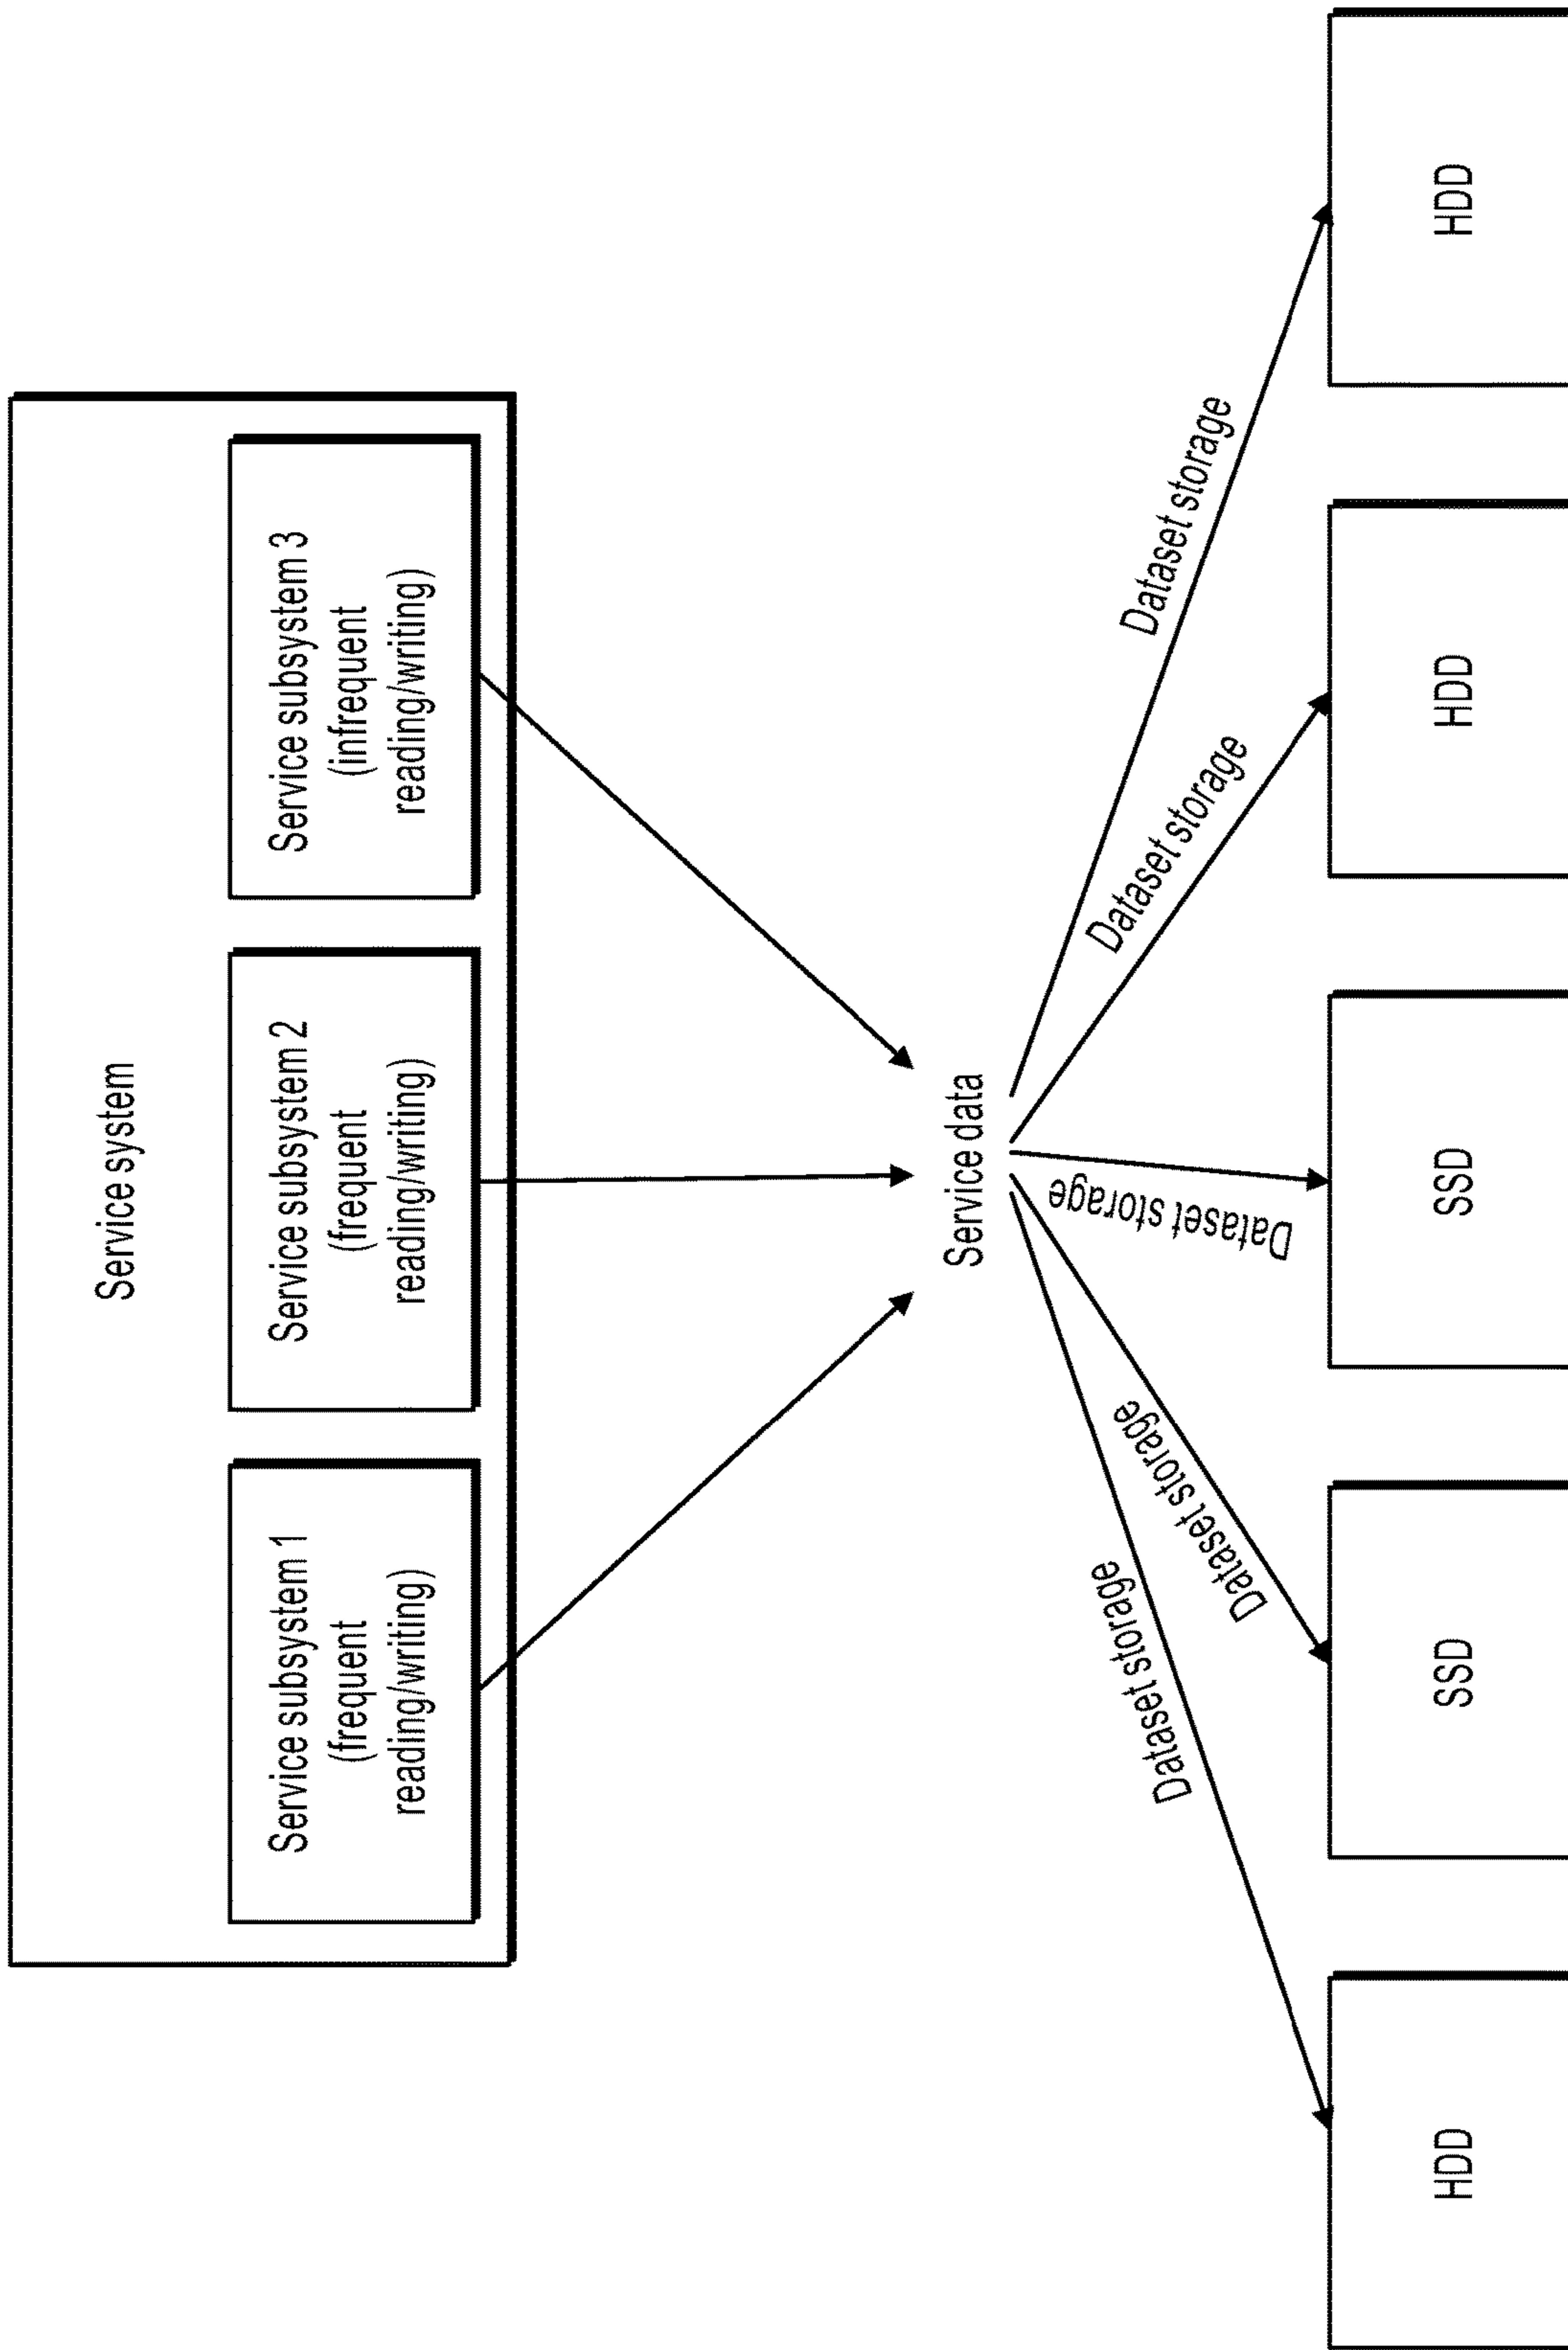 Service system
Service subsystem 1
(frequent
reading/writing)
Service subsystem 2
(frequent
reading/writing)
Service subsystem 3
(infrequent
reading/writing)
Service data
Dataset storage
Dataset storage
Dataset storage
Dataset storage
Dataset storage
HDD
SSD
SSD
HDD
HDD